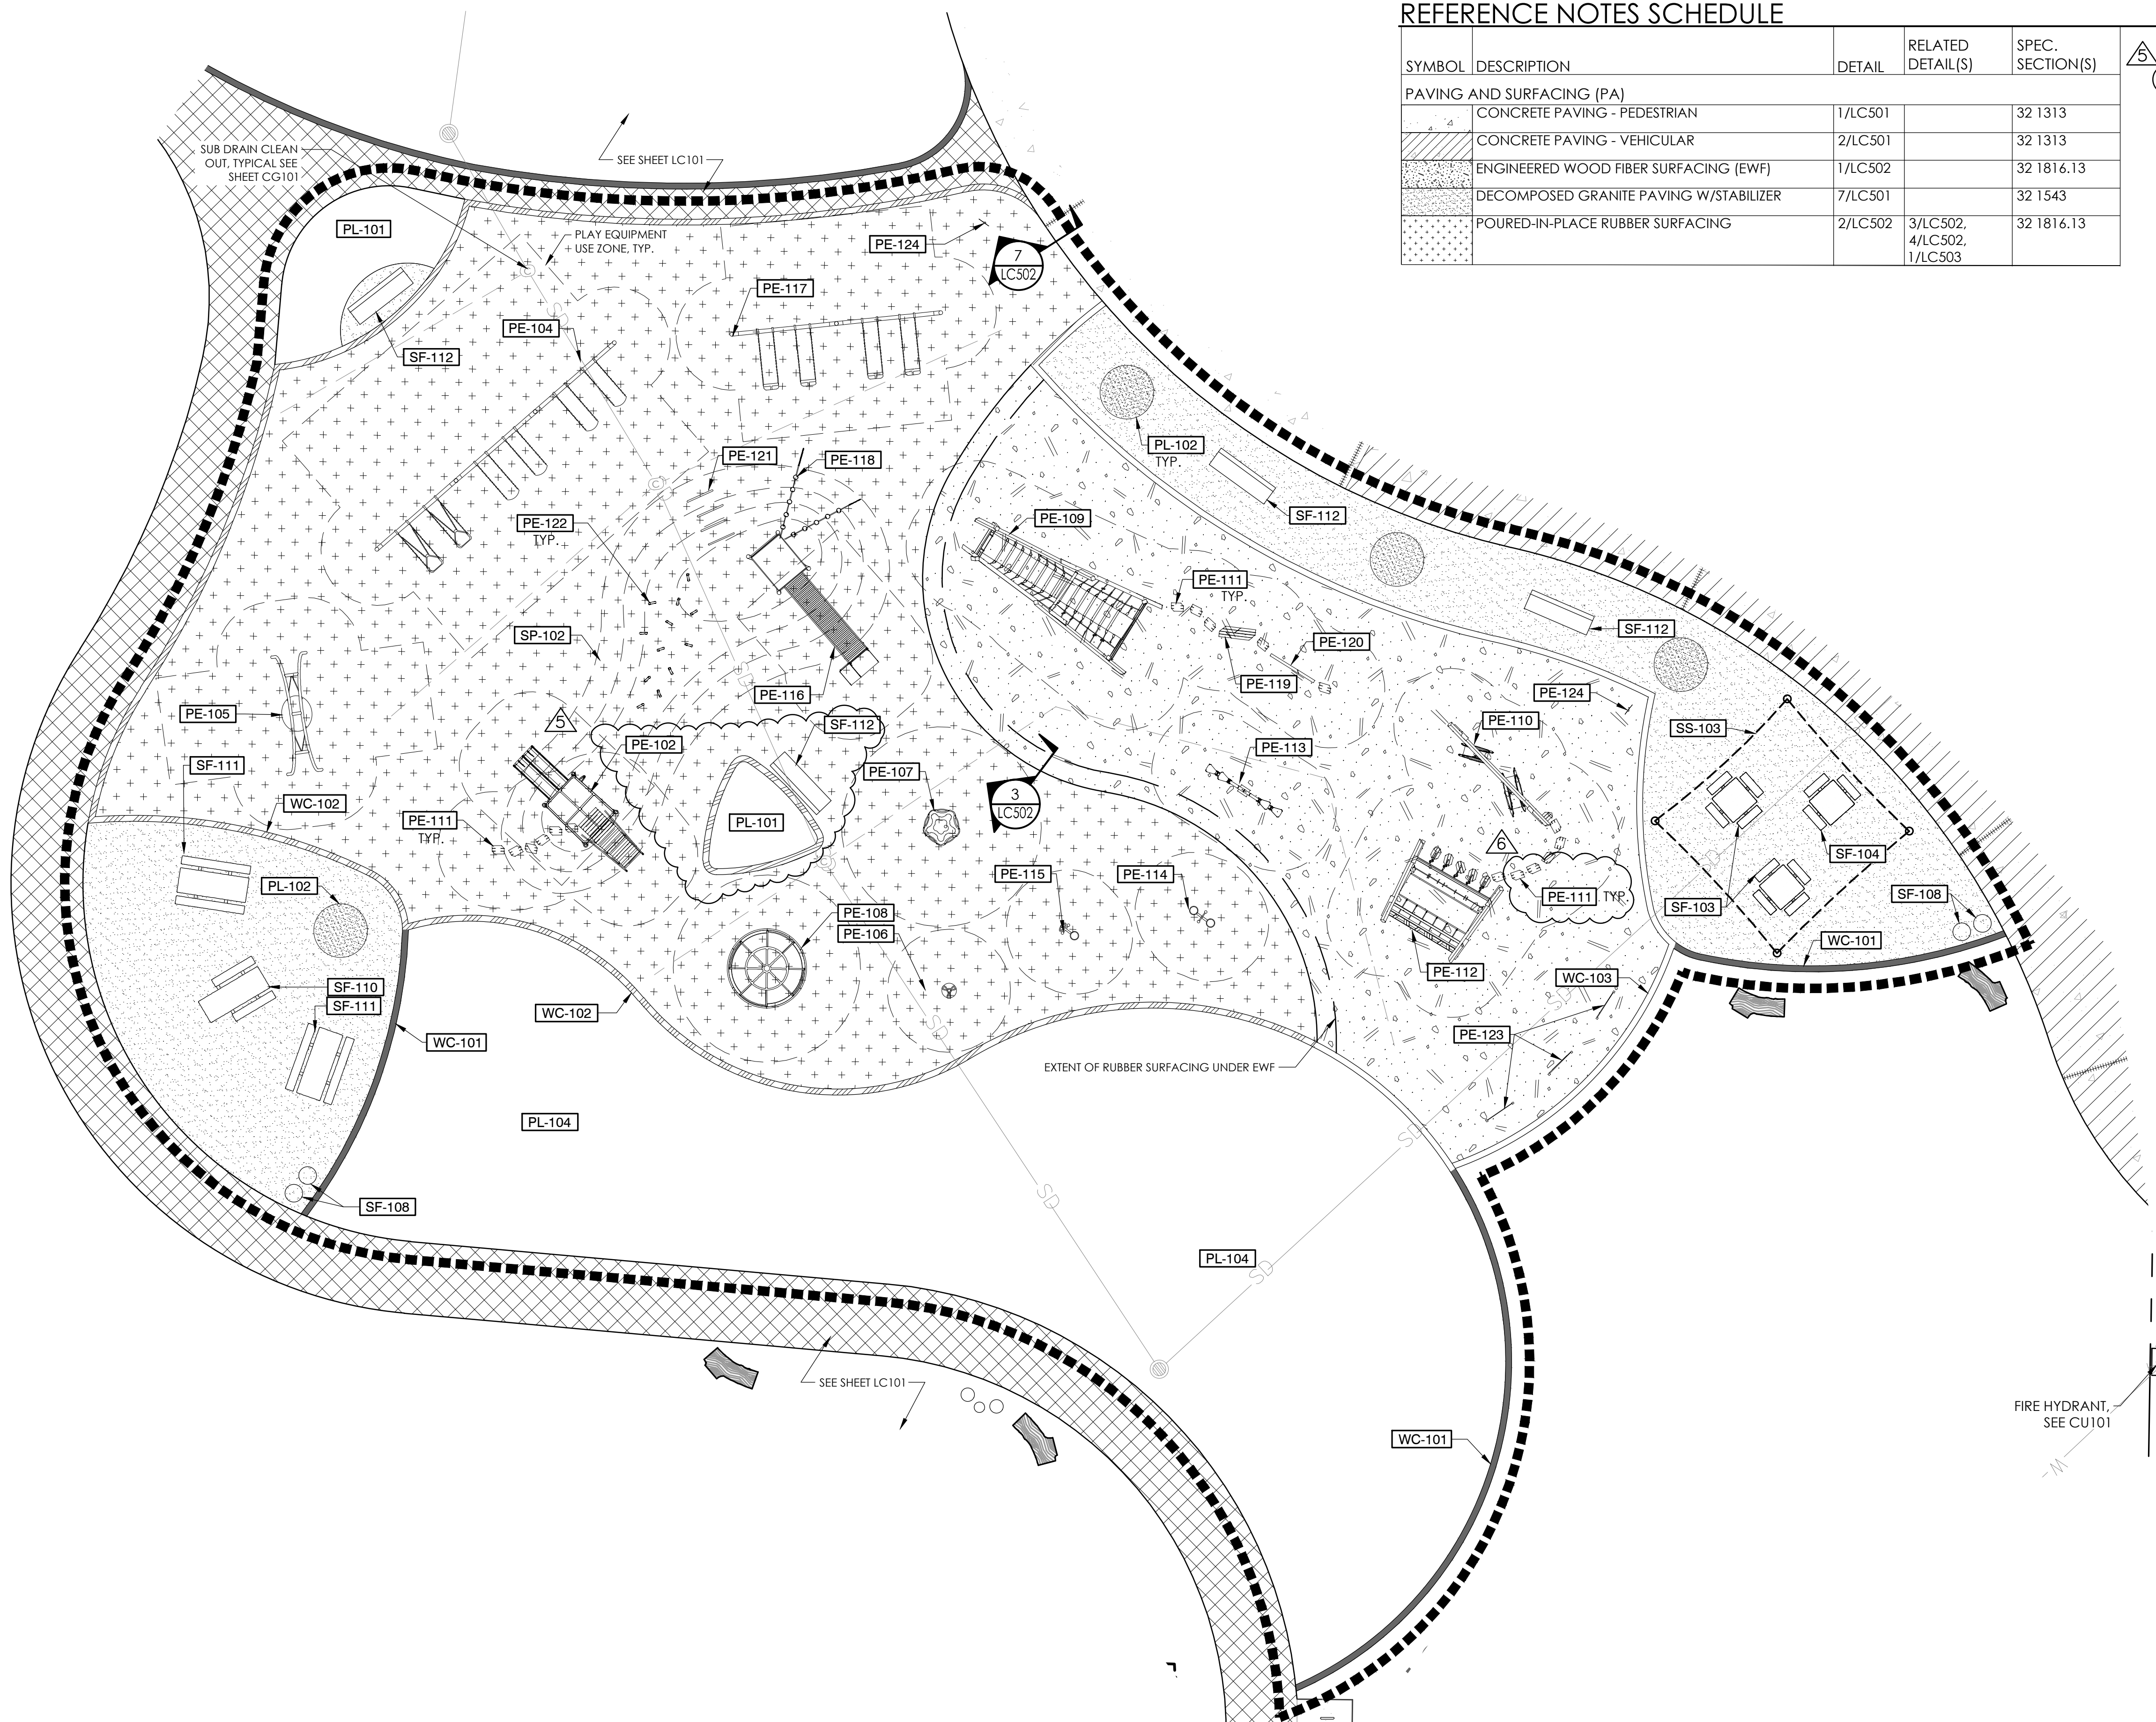 REFERENCE NOTES SCHEDULE
SYMBOL DESCRIPTION DETAIL RELATED DETAIL(S) SPEC. SECTION(S)
5
PAVING AND SURFACING (PA)
CONCRETE PAVING - PEDESTRIAN 1/LC501 32 1313
CONCRETE PAVING - VEHICULAR 2/LC501 32 1313
ENGINEERED WOOD FIBER SURFACING (EWF) 1/LC502 32 1816.13
DECOMPOSED GRANITE PAVING W/STABILIZER 7/LC501 32 1543
POURED-IN-PLACE RUBBER SURFACING 2/LC502 3/LC502, 32 1816.13
4/LC502,
1/LC503
SUB DRAIN CLEAN
OUT, TYPICAL SEE
SHEET CG101
SEE SHEET LC101
PL-101
PLAY EQUIPMENT
USE ZONE, TYP.
PE-124
7
LC502
PE-117
PE-104
SF-112
PL-102
TYP.
PE-121
PE-118
SF-112
PE-122
TYP.
PE-109
PE-111
TYP.
SP-102
SF-112
PE-120
PE-119
PE-116
PE-124
PE-105
5
SF-112
PE-110
SS-103
PE-102
PE-113
SF-111
PE-107
WC-102
3
LC502
PE-111
TYP.
PL-101
6
SF-104
PE-115
PE-114
PL-102
PE-111 TYP.
SF-108
SF-103
PE-108
PE-106
WC-101
PE-112
WC-103
SF-110
SF-111
WC-102
PE-123
WC-101
EXTENT OF RUBBER SURFACING UNDER EWF
SD
SD
SD
PL-104
SD
SD
SF-108
PL-104
SD
SEE SHEET LC101
FIRE HYDRANT,
SEE CU101
WC-101
W